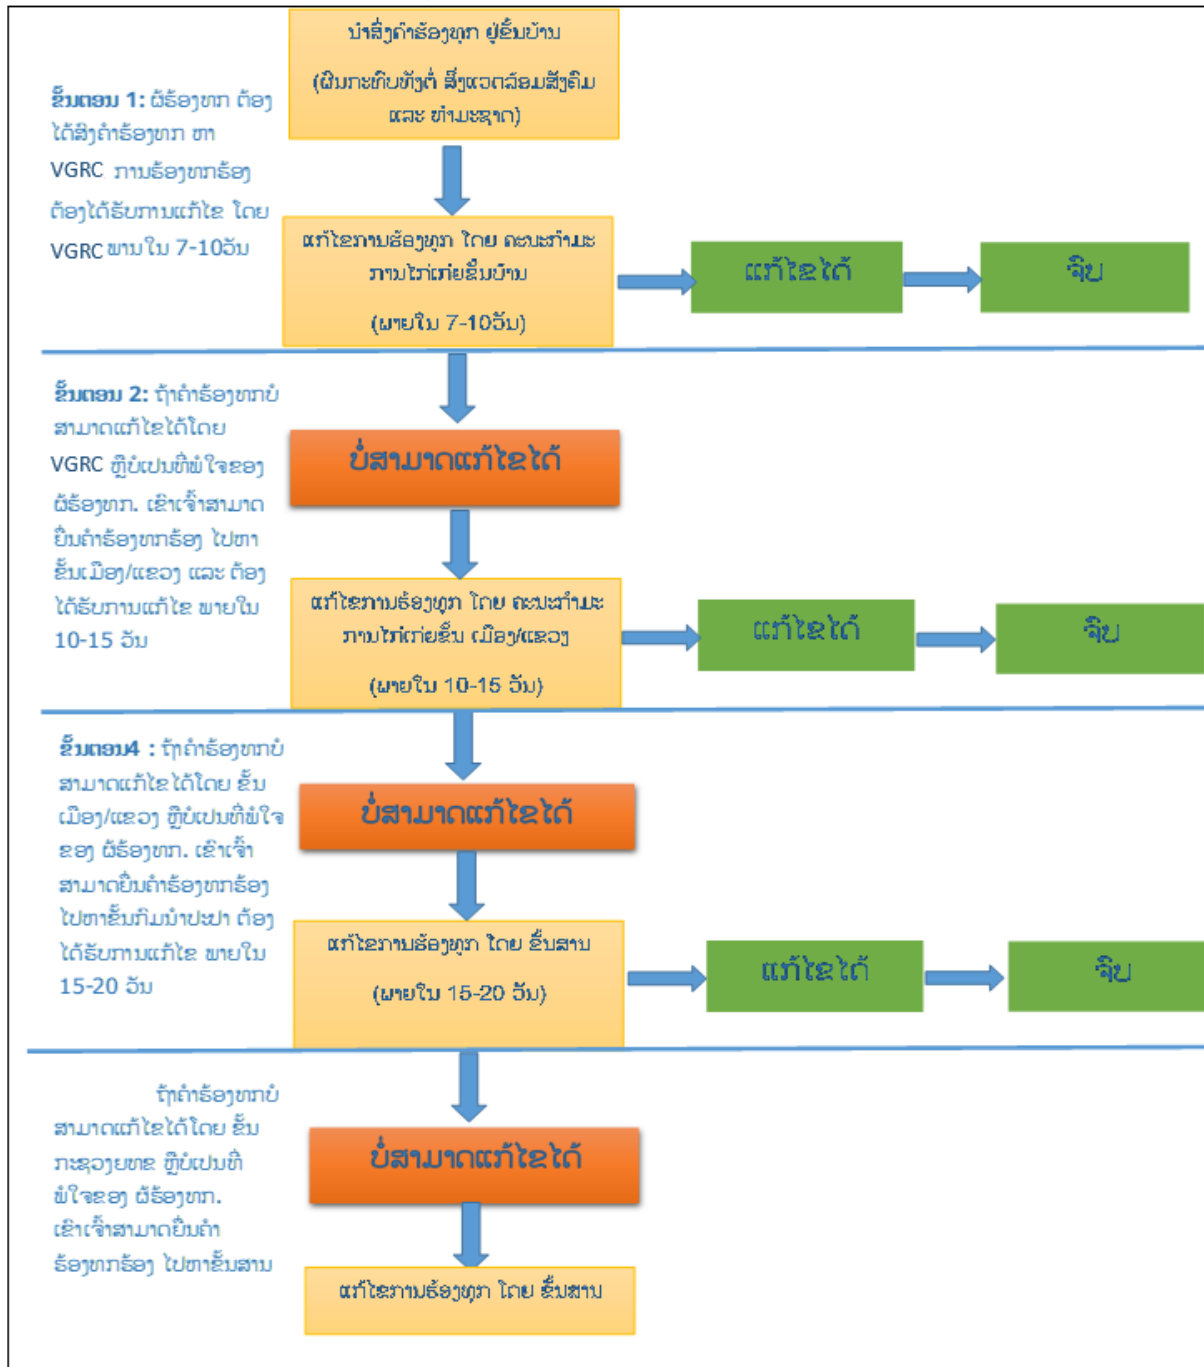 ນຳສົ່ງຄຳຮ້ອງທຸກ ຢູ່ຂັ້ນບ້ານ
(ຜົນກະທົບທັງຕໍ່ ສິ່ງແວດລ້ອມສັງຄົມ
ແລະ ທຳມະຊາດ)
ຂັ້ນຕອນ 1: ຜູ້ຮ້ອງທຸກ ຕ້ອງ
ໄດ້ສົ່ງຄຳຮ້ອງທຸກ ຫາ
VGRC ການຮ້ອງທຸກຮ້ອງ
ຕ້ອງໄດ້ຮັບການແກ້ໄຂ ໂດຍ
VGRC ພານໃນ 7-10ວັນ
ແກ້ໄຂການຮ້ອງທຸກ ໂດຍ ຄະນະກຳມະ
ການໄກ່ເກ່ຍຂັ້ນບ້ານ
(ພາຍໃນ 7-10ວັນ)
ແກ້ໄຂໄດ້
ຈົບ
ຂັ້ນຕອນ 2: ຖ້າຄຳຮ້ອງທຸກບໍ່
ສາມາດແກ້ໄຂໄດ້ໂດຍ
VGRC ຫຼືບໍ່ເປັນທີ່ພໍໃຈຂອງ
ຜູ້ຮ້ອງທຸກ. ເຂົາເຈົ້າສາມາດ
ຍື່ນຄຳຮ້ອງທຸກຮ້ອງ ໄປຫາ
ຂັ້ນເມືອງ/ແຂວງ ແລະ ຕ້ອງ
ໄດ້ຮັບການແກ້ໄຂ ພາຍໃນ
10-15 ວັນ
ບໍ່ສາມາດແກ້ໄຂໄດ້
ແກ້ໄຂການຮ້ອງທຸກ ໂດຍ ຄະນະກຳມະ
ການໄກ່ເກ່ຍຂັ້ນ ເມືອງ/ແຂວງ
(ພາຍໃນ 10-15 ວັນ)
ແກ້ໄຂໄດ້
ຈົບ
ຂັ້ນຕອນ4 : ຖ້າຄຳຮ້ອງທຸກບໍ່
ສາມາດແກ້ໄຂໄດ້ໂດຍ ຂັ້ນ
ເມືອງ/ແຂວງ ຫຼືບໍ່ເປັນທີ່ພໍໃຈ
ຂອງ ຜູ້ຮ້ອງທຸກ. ເຂົາເຈົ້າ
ສາມາດຍື່ນຄຳຮ້ອງທຸກຮ້ອງ
ໄປຫາຂັ້ນກົມນ້ຳປະປາ ຕ້ອງ
ໄດ້ຮັບການແກ້ໄຂ ພາຍໃນ
15-20 ວັນ
ບໍ່ສາມາດແກ້ໄຂໄດ້
ແກ້ໄຂການຮ້ອງທຸກ ໂດຍ ຂັ້ນສານ
(ພາຍໃນ 15-20 ວັນ)
ແກ້ໄຂໄດ້
ຈົບ
ຖ້າຄຳຮ້ອງທຸກບໍ່
ສາມາດແກ້ໄຂໄດ້ໂດຍ ຂັ້ນ
ກະຊວງຍທຂ ຫຼືບໍ່ເປັນທີ່
ພໍໃຈຂອງ ຜູ້ຮ້ອງທຸກ.
ເຂົາເຈົ້າສາມາດຍື່ນຄຳ
ຮ້ອງທຸກຮ້ອງ ໄປຫາຂັ້ນສານ
ບໍ່ສາມາດແກ້ໄຂໄດ້
ແກ້ໄຂການຮ້ອງທຸກ ໂດຍ ຂັ້ນສານ